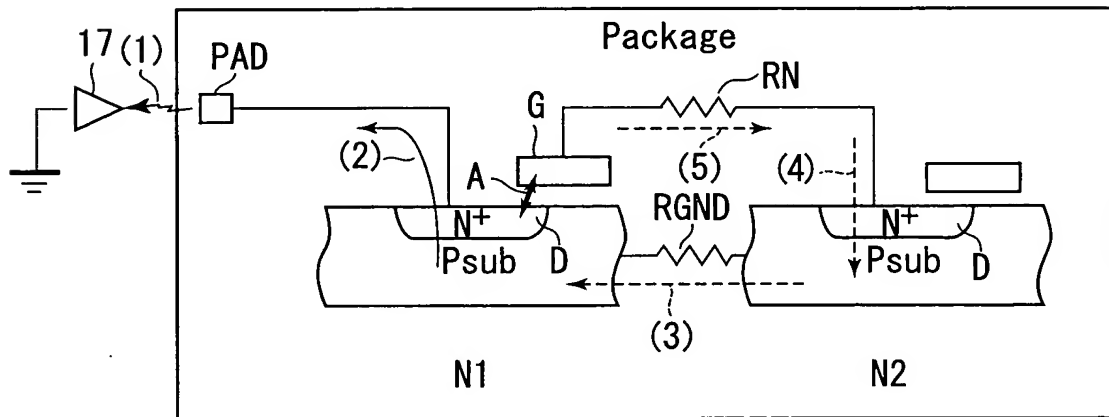 Package
17
(1)
PAD
RN
G
(2)
(5)
(4)
A
RGND
N+
D
Psub
N+
D
Psub
(3)
N1
N2